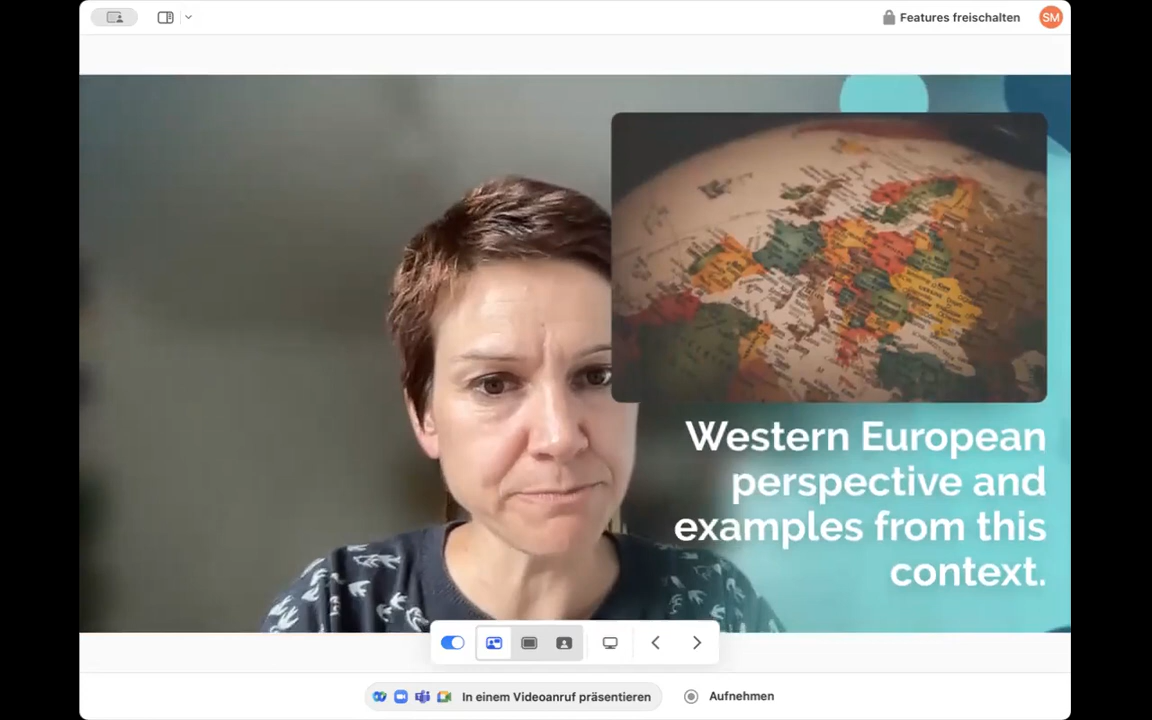 Features freischalten
SM
Western European
perspective and
examples from this
context.
In einem Videoanruf präsentieren
Aufnehmen